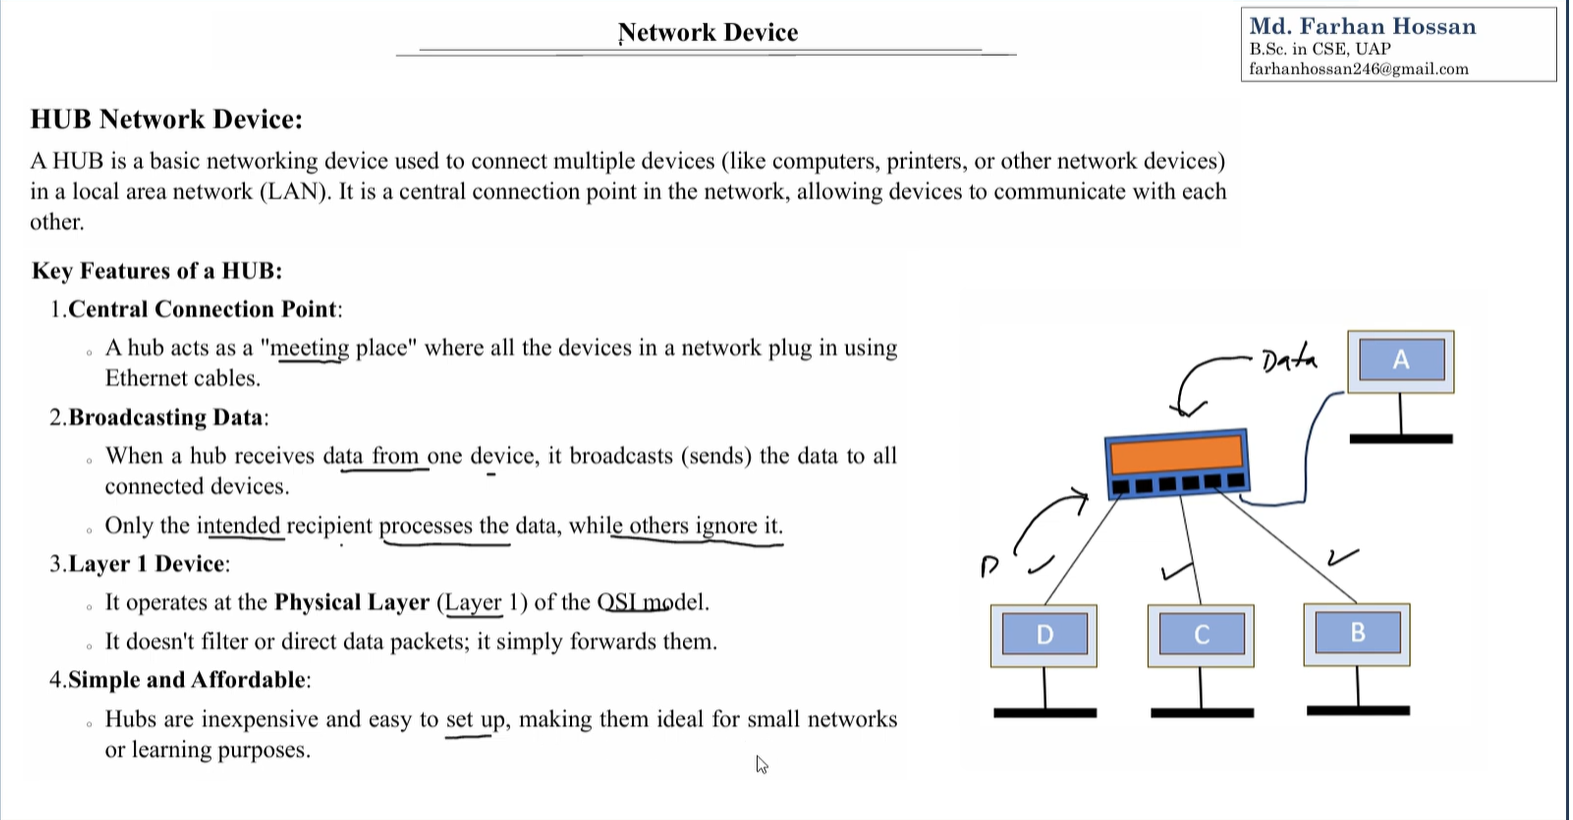 Network Device
Md. Farhan Hossan
B.Sc. in CSE, UAP
farhanhossan246@gmail.com
HUB Network Device:
A HUB is a basic networking device used to connect multiple devices (like computers, printers, or other network devices)
in a local area network (LAN). It is a central connection point in the network, allowing devices to communicate with each
other.
Key Features of a HUB:
1.Central Connection Point:
◦ A hub acts as a "meeting place" where all the devices in a network plug in using
Ethernet cables.
2.Broadcasting Data:
◦ When a hub receives data from one device, it broadcasts (sends) the data to all
connected devices.
◦ Only the intended recipient processes the data, while others ignore it.
3.Layer 1 Device:
◦ It operates at the Physical Layer (Layer 1) of the OSI model.
◦ It doesn't filter or direct data packets; it simply forwards them.
4.Simple and Affordable:
◦ Hubs are inexpensive and easy to set up, making them ideal for small networks
or learning purposes.
Data
A
D
D
C
B